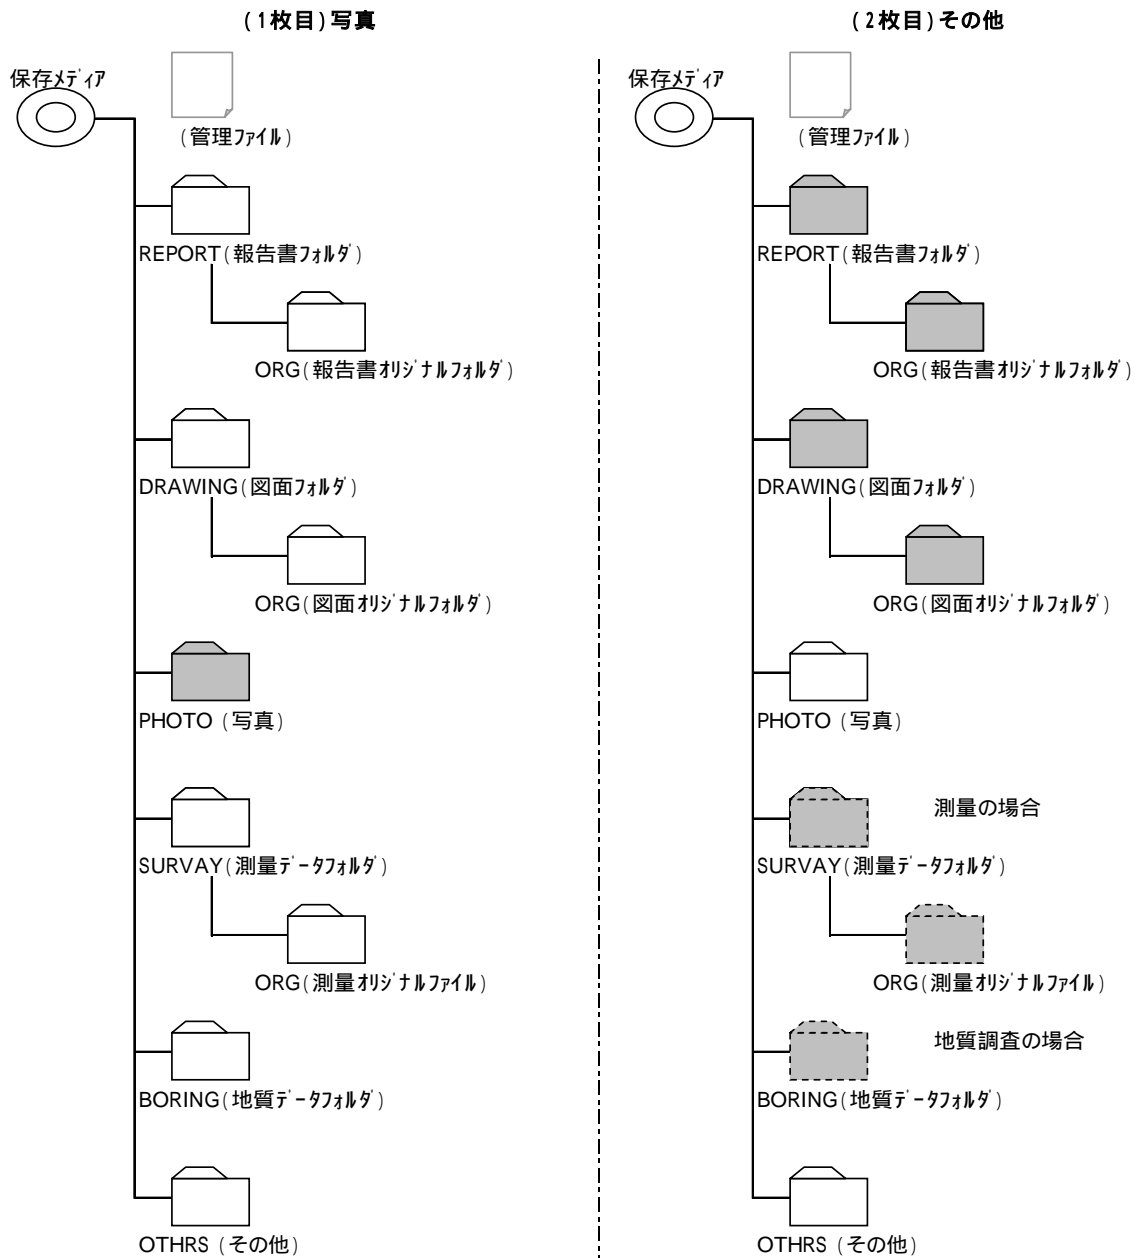 (1枚目)写真
保存ﾒﾃﾞｨｱ
(管理ﾌｧｲﾙ)
REPORT(報告書ﾌｫﾙﾀﾞ)
ORG(報告書ｵﾘｼﾞﾅﾙﾌｫﾙﾀﾞ)
DRAWING(図面ﾌｫﾙﾀﾞ)
ORG(図面ｵﾘｼﾞﾅﾙﾌｫﾙﾀﾞ)
PHOTO (写真)
SURVAY(測量ﾃﾞｰﾀﾌｫﾙﾀﾞ)
ORG(測量ｵﾘｼﾞﾅﾙﾌｧｲﾙ)
BORING(地質ﾃﾞｰﾀﾌｫﾙﾀﾞ)
OTHRS (その他)
(2枚目)その他
保存ﾒﾃﾞｨｱ
(管理ﾌｧｲﾙ)
REPORT(報告書ﾌｫﾙﾀﾞ)
ORG(報告書ｵﾘｼﾞﾅﾙﾌｫﾙﾀﾞ)
DRAWING(図面ﾌｫﾙﾀﾞ)
ORG(図面ｵﾘｼﾞﾅﾙﾌｫﾙﾀﾞ)
PHOTO (写真)
測量の場合
SURVAY(測量ﾃﾞｰﾀﾌｫﾙﾀﾞ)
ORG(測量ｵﾘｼﾞﾅﾙﾌｧｲﾙ)
地質調査の場合
BORING(地質ﾃﾞｰﾀﾌｫﾙﾀﾞ)
OTHRS (その他)